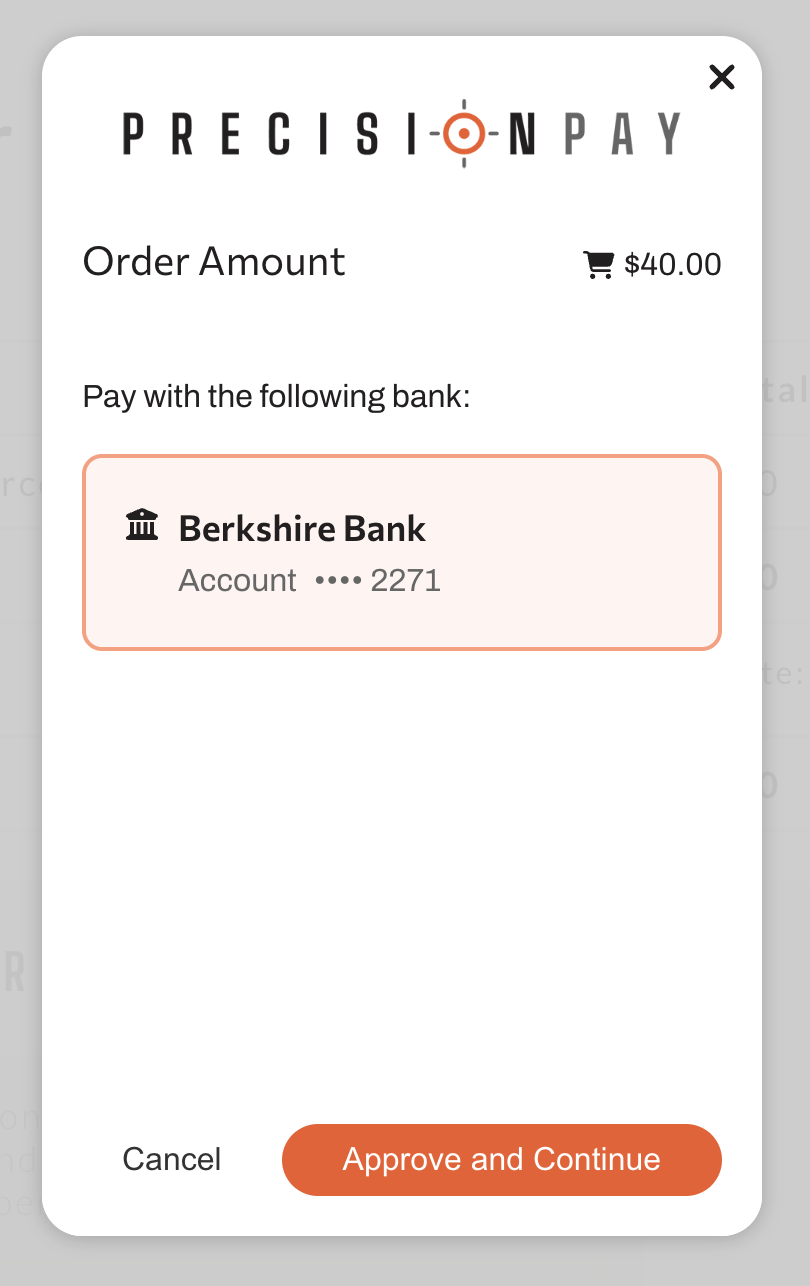 PRECISIONPAY
Order Amount
$40.00
Pay with the following bank:
Berkshire Bank
Account •••• 2271
Cancel
Approve and Continue